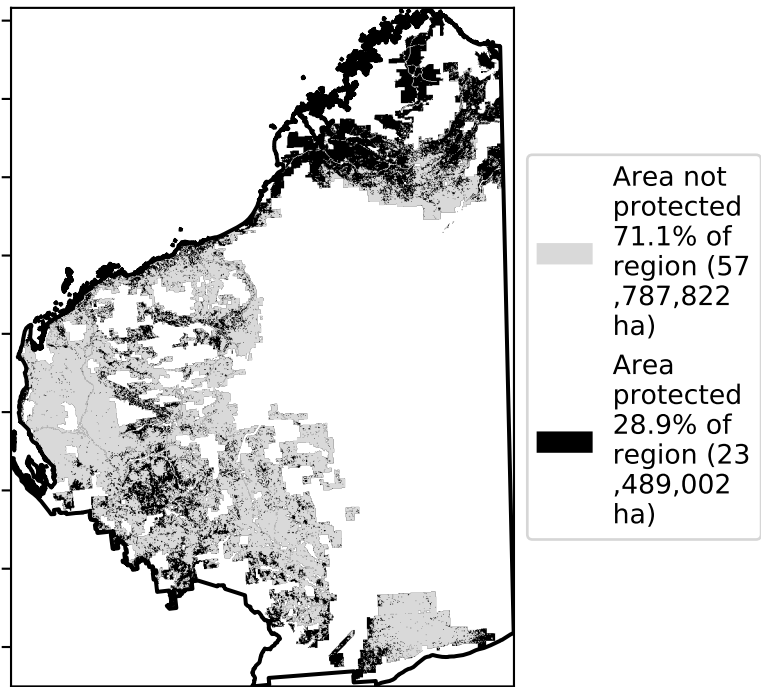 Area not
protected
71.1% of
region (57
,787,822
ha)
Area
protected
28.9% of
region (23
,489,002
ha)